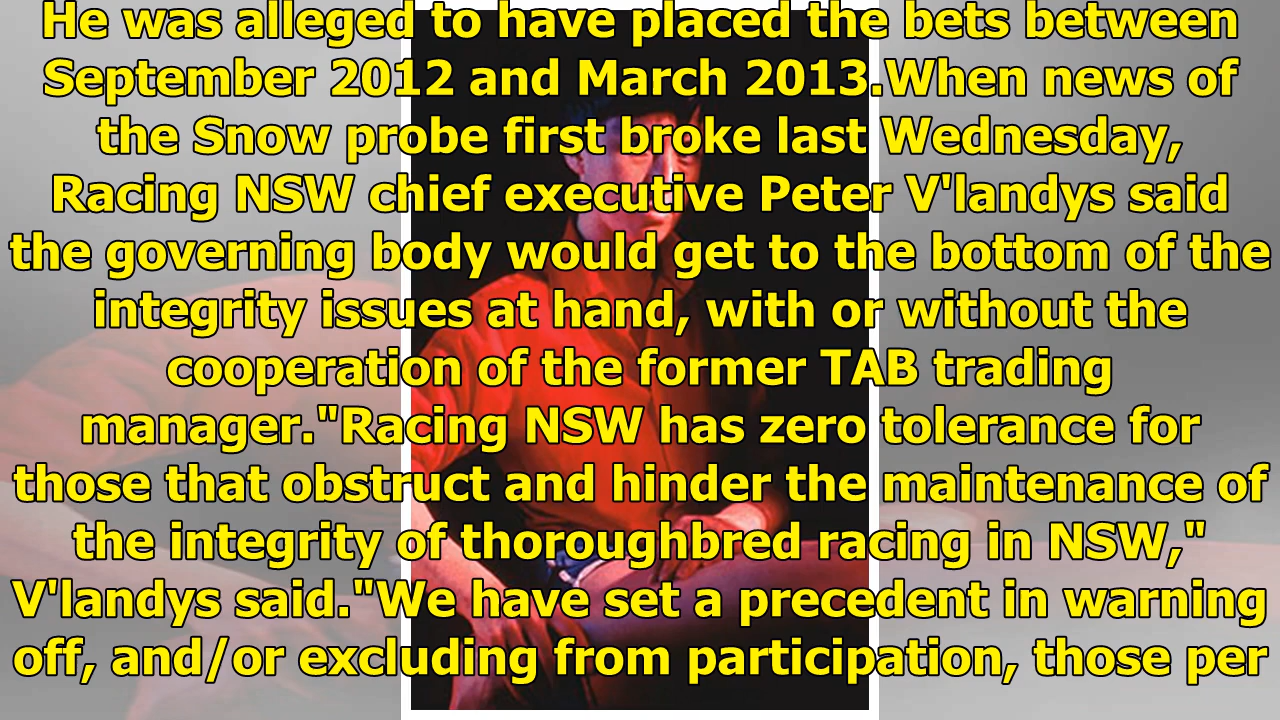 He was alleged to have placed the bets between
September 2012 and March 2013.When news of
the Snow probe first broke last Wednesday,
Racing NSW chief executive Peter V'landys said
the governing body would get to the bottom of the
integrity issues at hand, with or without the
cooperation of the former TAB trading
manager."Racing NSW has zero tolerance for
those that obstruct and hinder the maintenance of
the integrity of thoroughbred racing in NSW,"
V'landys said."We have set a precedent in warning
off, and/or excluding from participation, those per